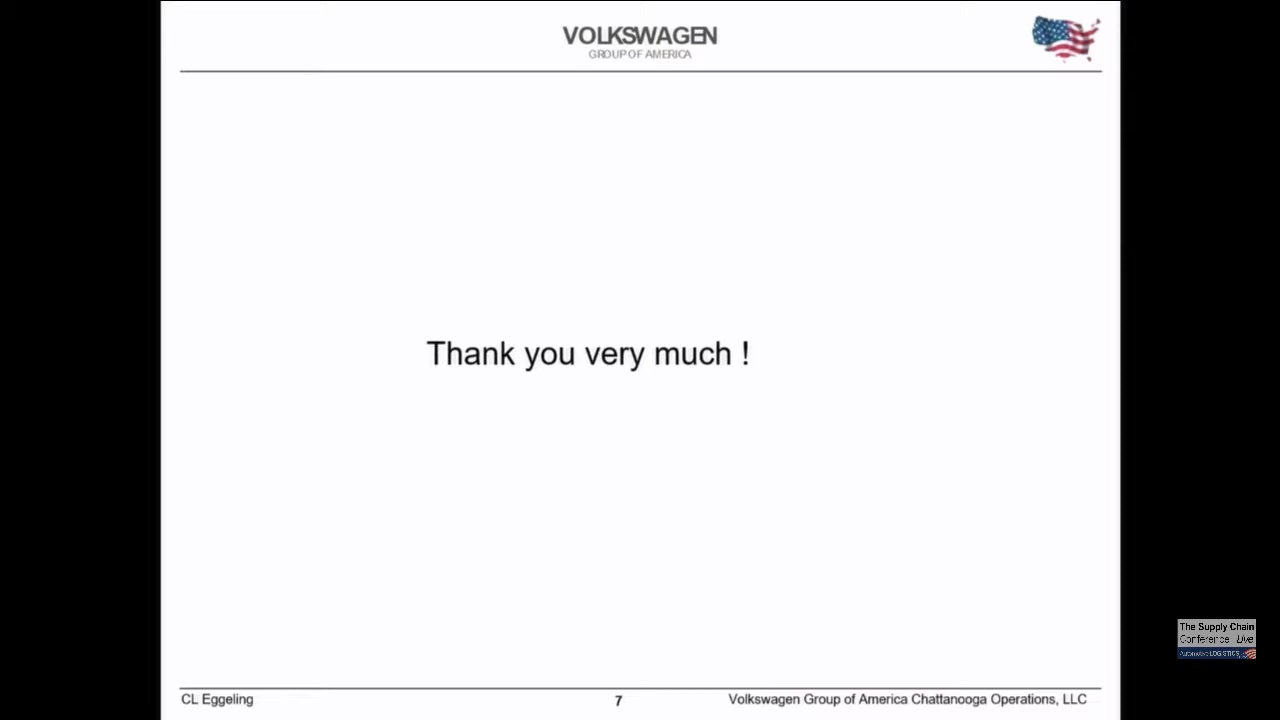 VOLKSWAGEN
GROUP OF AMERICA
Thank you very much !
The Supply Chain
Conference Live
Automotive LOGISTICS
CL Eggeling
7
Volkswagen Group of America Chattanooga Operations, LLC